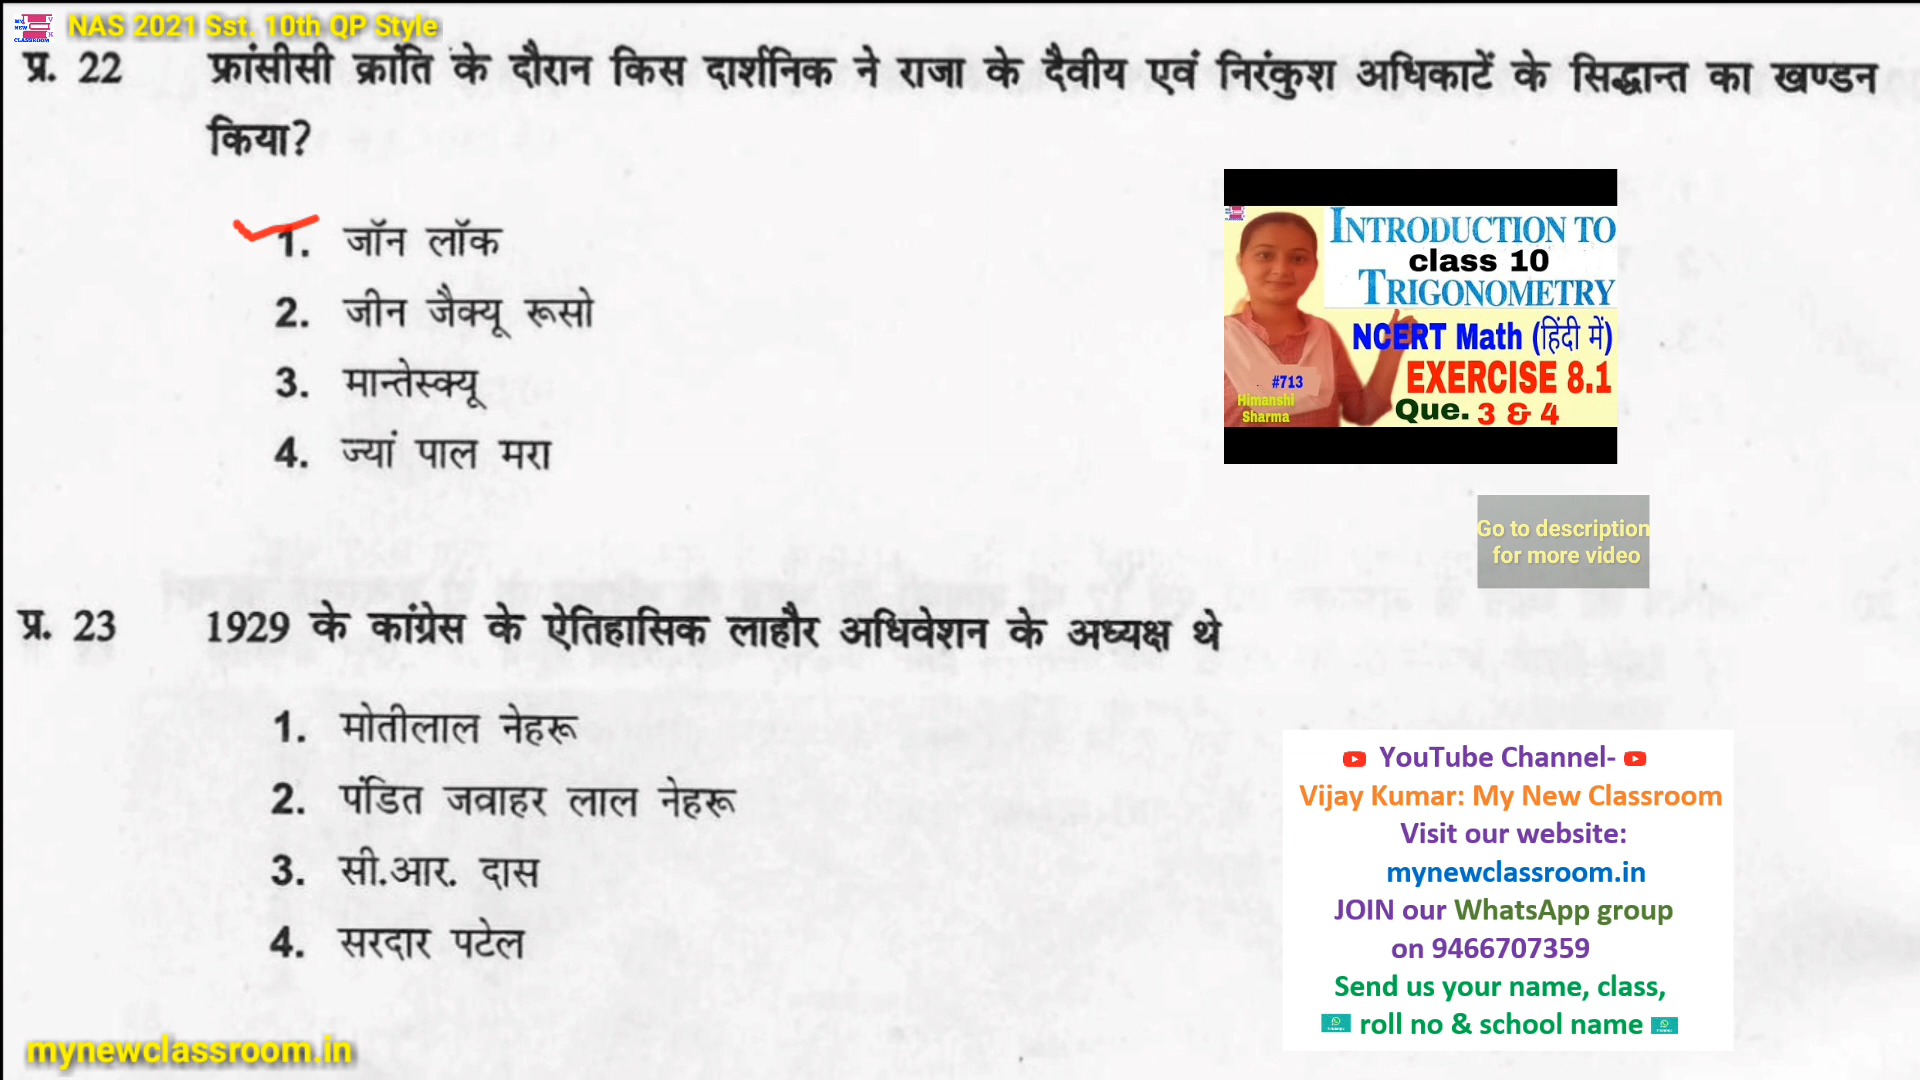 NAS 2021 Sst. 10th QP Style
प्र. 22 फ्रांसीसी क्रांति के दौरान किस दार्शनिक ने राजा के दैवीय एवं निरंकुश अधिकाटें के सिद्धान्त का खण्डन
किया?
1. जॉन लॉक
2. जीन जैक्यू रूसो
3. मान्तेस्क्यू
4. ज्यां पाल मरा
INTRODUCTION TO
class 10
TRIGONOMETRY
NCERT Math (हिंदी में)
EXERCISE 8.1
Que. 3 & 4
#713
Himanshi
Sharma
Go to description
for more video
प्र. 23 1929 के कांग्रेस के ऐतिहासिक लाहौर अधिवेशन के अध्यक्ष थे
1. मोतीलाल नेहरू
2. पंडित जवाहर लाल नेहरू
3. सी.आर. दास
4. सरदार पटेल
YouTube Channel-
Vijay Kumar: My New Classroom
Visit our website:
mynewclassroom.in
JOIN our WhatsApp group
on 9466707359
Send us your name, class,
roll no & school name
mynewclassroom.in